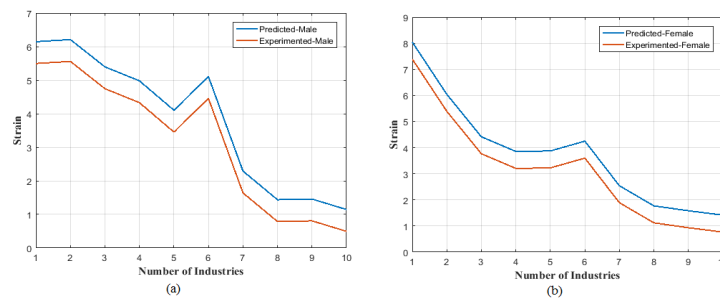 7
6
5
4
3
2
1
0
Strain
Predicted-Male
Experimented-Male
1 2 3 4 5 6 7 8 9 10
Number of Industries
(a)
9
8
7
6
5
4
3
2
1
0
Strain
Predicted-Female
Experimented-Female
1 2 3 4 5 6 7 8 9
Number of Industries
(b)